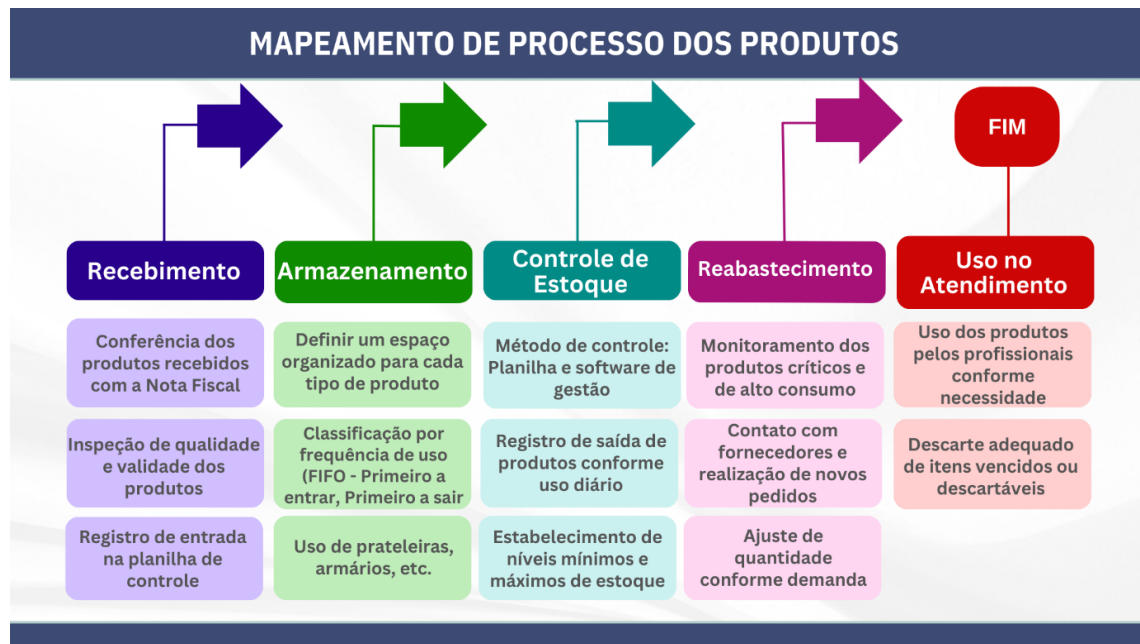 MAPEAMENTO DE PROCESSO DOS PRODUTOS
FIM
Recebimento
Conferência dos
produtos recebidos
com a Nota Fiscal
Inspeção de qualidade
e validade dos
produtos
Registro de entrada
na planilha de
controle
Armazenamento
Definir um espaço
organizado para cada
tipo de produto
Classificação por
frequência de uso
(FIFO - Primeiro a
entrar, Primeiro a sair
Uso de prateleiras,
armários, etc.
Controle de
Estoque
Método de controle:
Planilha e software de
gestão
Registro de saída de
produtos conforme
uso diário
Estabelecimento de
níveis mínimos e
máximos de estoque
Reabastecimento
Monitoramento dos
produtos críticos e
de alto consumo
Contato com
fornecedores e
realização de novos
pedidos
Ajuste de
quantidade
conforme demanda
Uso no
Atendimento
Uso dos produtos
pelos profissionais
conforme
necessidade
Descarte adequado
de itens vencidos ou
descartáveis